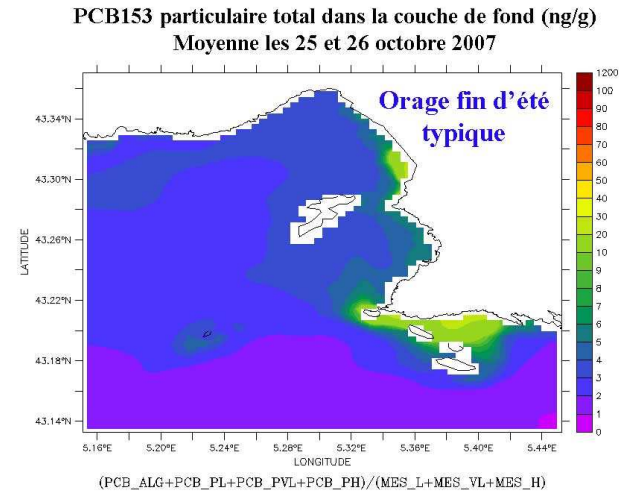 PCB153 particulaire total dans la couche de fond (ng/g)
Moyenne les 25 et 26 octobre 2007
Orage fin d'été
typique
43.34°N
43.30°N
43.26°N
43.22°N
43.18°N
43.14°N
LATITUDE
5.16°E 5.20°E 5.24°E 5.28°E 5.32°E 5.36°E 5.40°E 5.44°E
LONGITUDE
1200
100
90
80
70
60
50
40
30
20
10
9
8
7
6
5
4
3
2
1
0
(PCB_ALG+PCB_PL+PCB_PVL+PCB_PH)/(MES_L+MES_VL+MES_H)